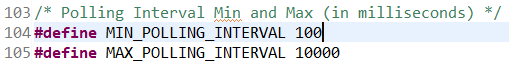 103 /* Polling Interval Min and Max (in milliseconds) */
104 #define MIN_POLLING_INTERVAL 100
105 #define MAX_POLLING_INTERVAL 10000